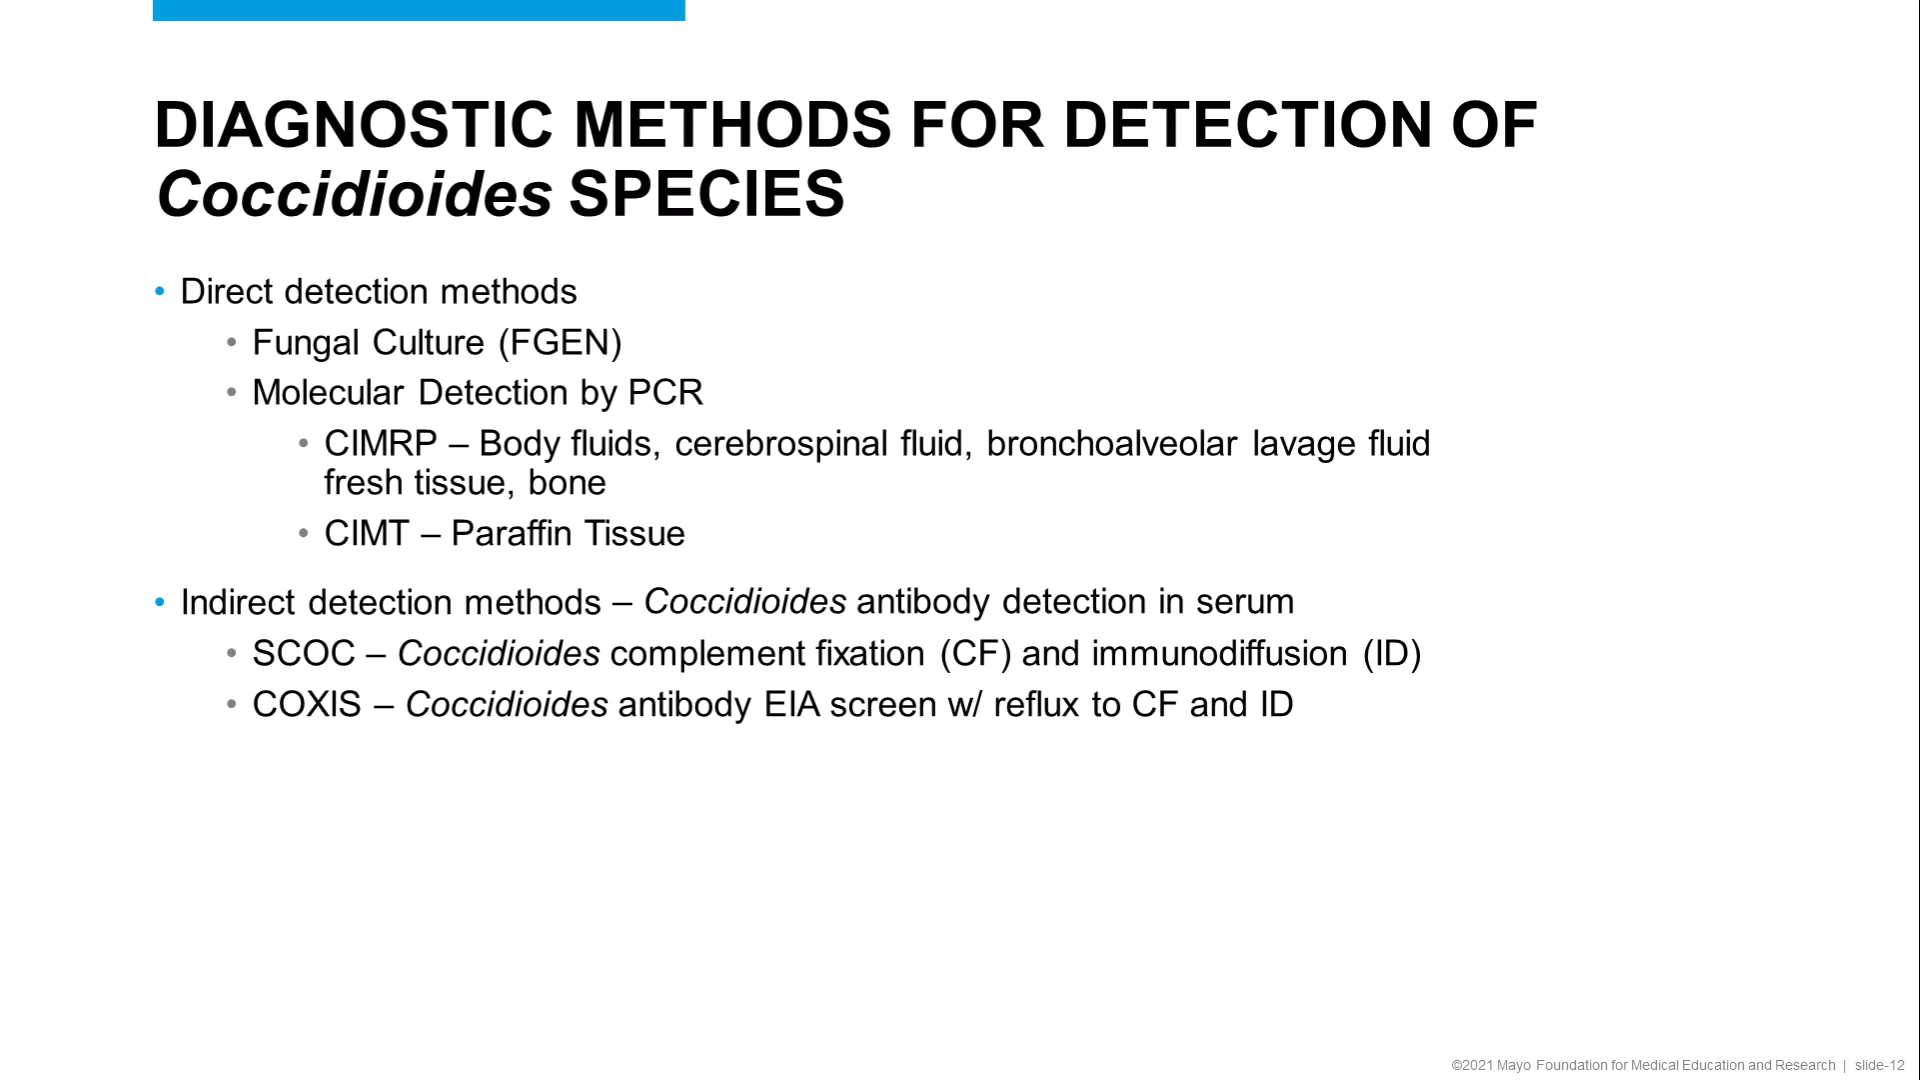 DIAGNOSTIC METHODS FOR DETECTION OF
Coccidioides SPECIES
• Direct detection methods
• Fungal Culture (FGEN)
• Molecular Detection by PCR
• CIMRP – Body fluids, cerebrospinal fluid, bronchoalveolar lavage fluid
fresh tissue, bone
• CIMT – Paraffin Tissue
• Indirect detection methods – Coccidioides antibody detection in serum
• SCOC – Coccidioides complement fixation (CF) and immunodiffusion (ID)
• COXIS – Coccidioides antibody EIA screen w/ reflux to CF and ID
©2021 Mayo Foundation for Medical Education and Research | slide-12